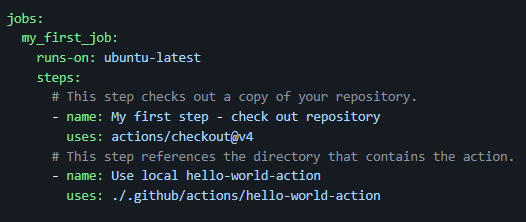 jobs:
  my_first_job:
    runs-on: ubuntu-latest
    steps:
      # This step checks out a copy of your repository.
      - name: My first step - check out repository
        uses: actions/checkout@v4
      # This step references the directory that contains the action.
      - name: Use local hello-world-action
        uses: ./.github/actions/hello-world-action